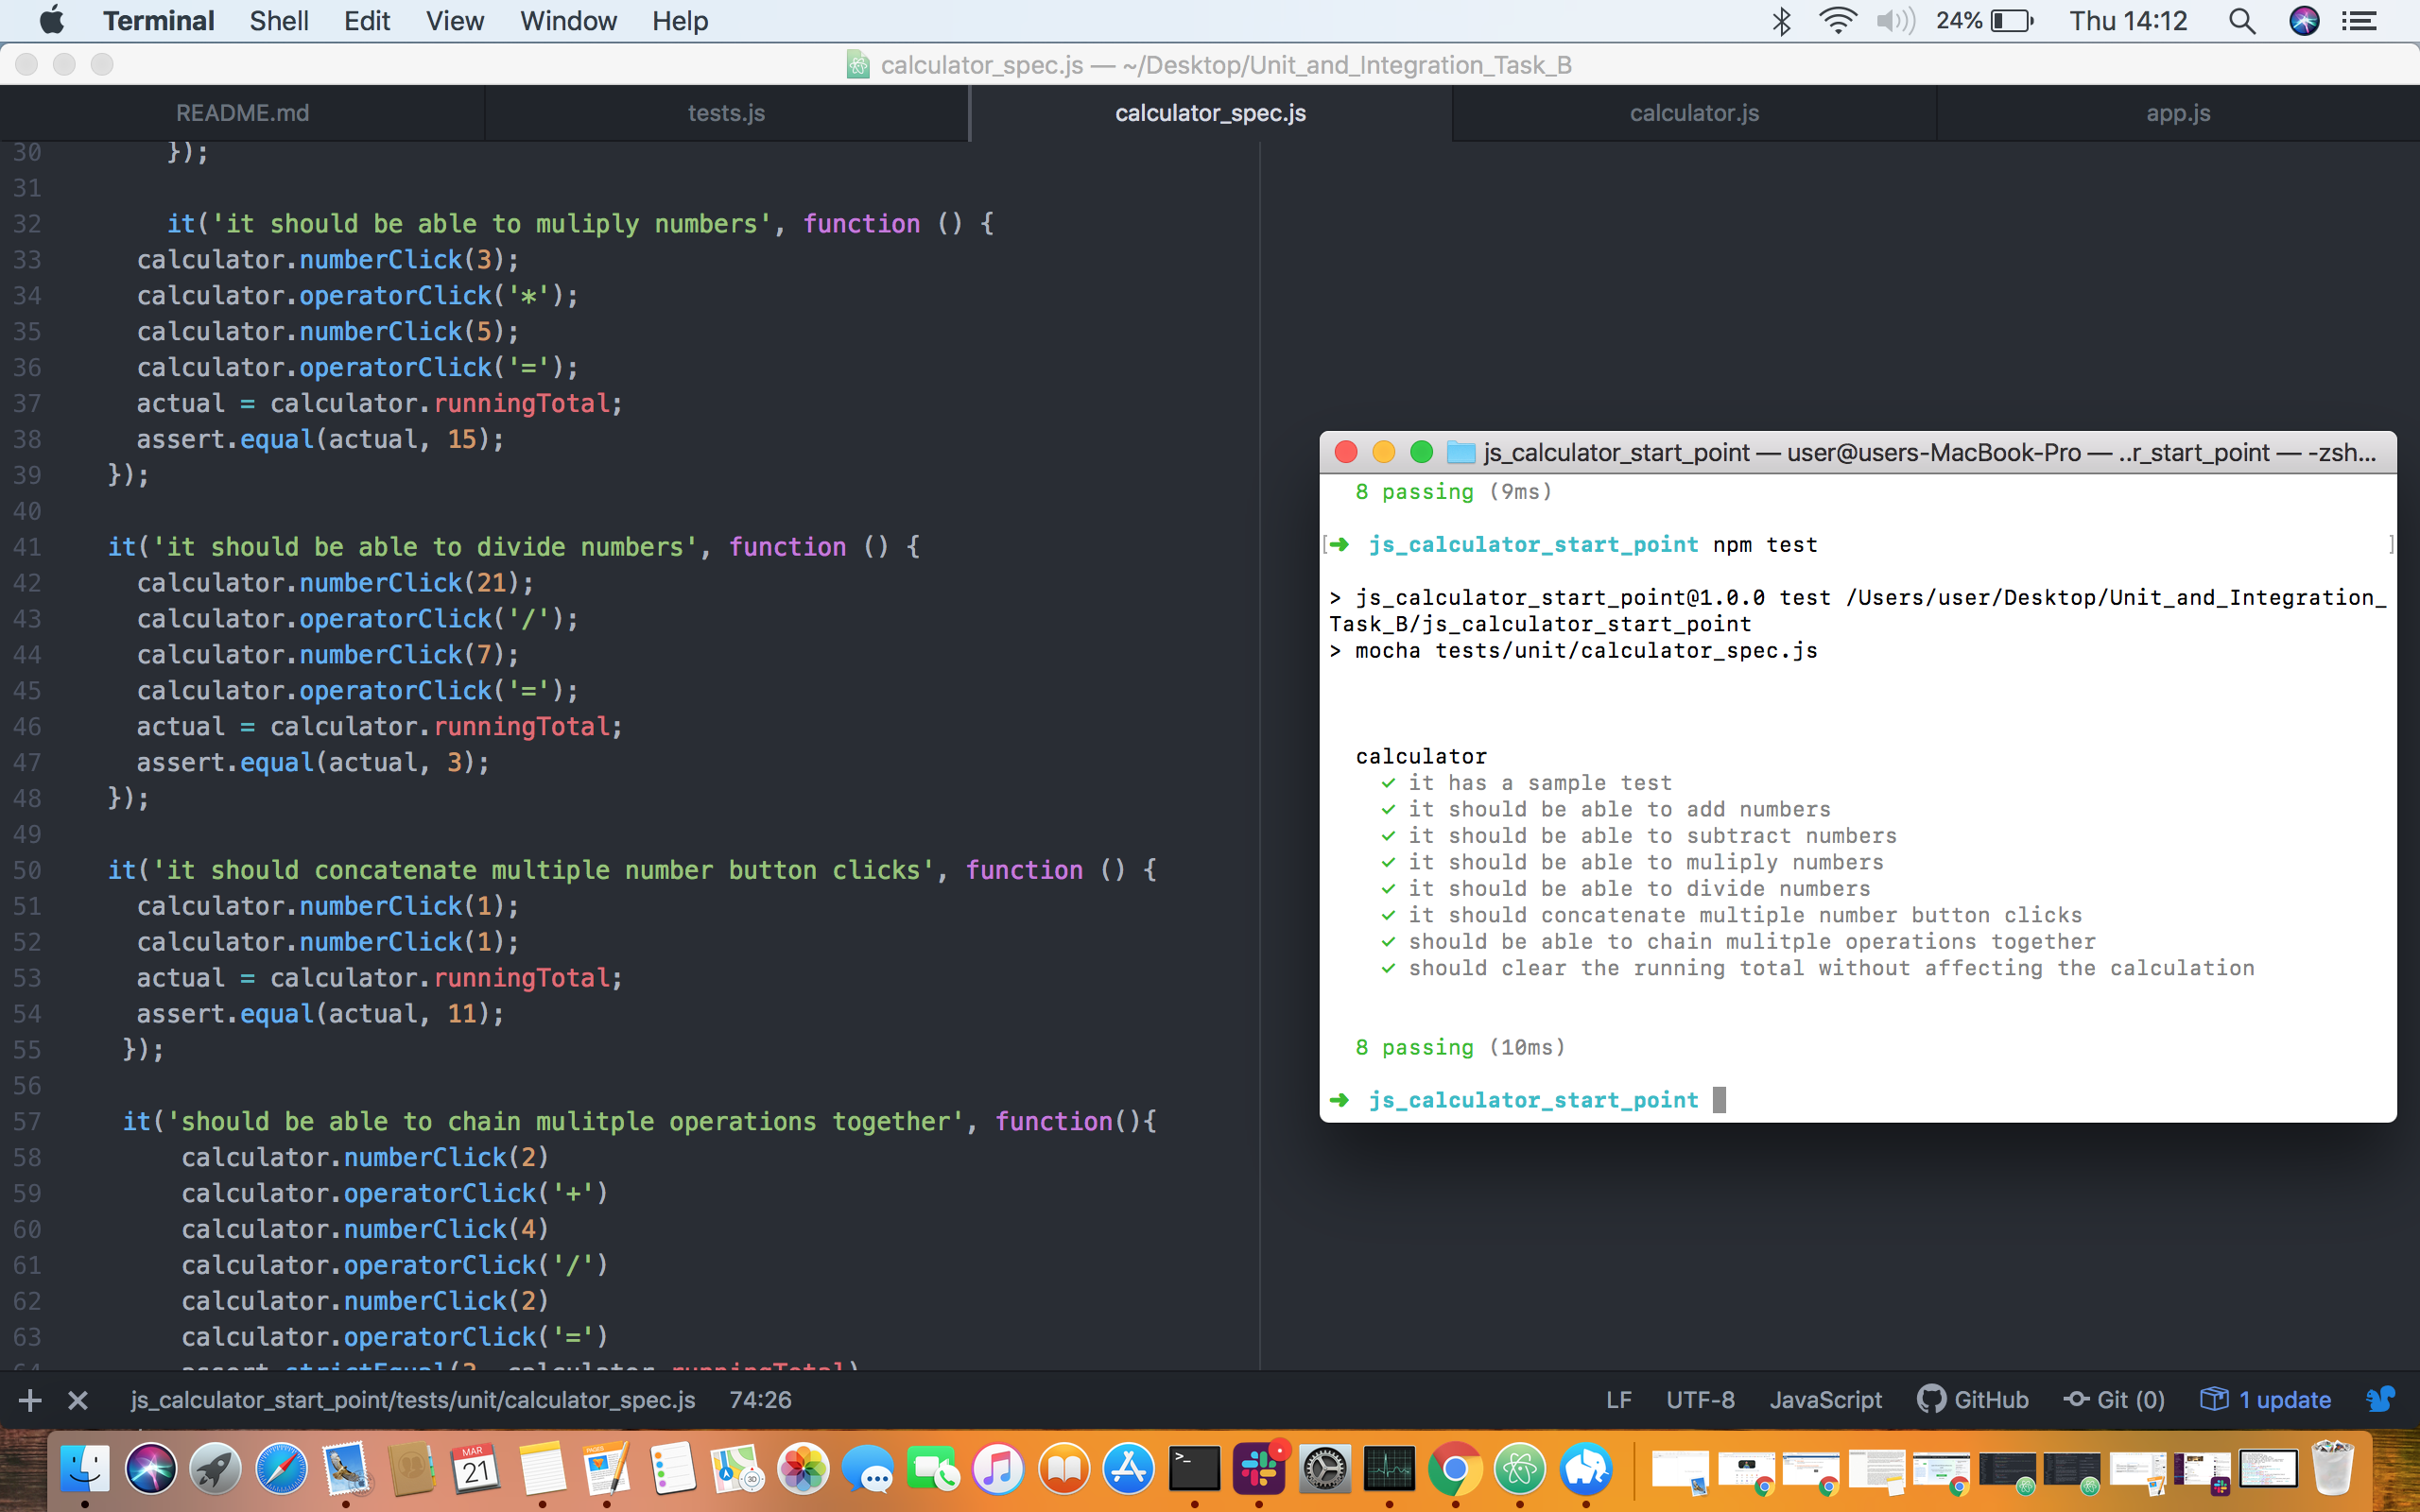 Terminal Shell Edit View Window Help 24% Thu 14:12
calculator_spec.js — ~/Desktop/Unit_and_Integration_Task_B
README.md tests.js calculator_spec.js calculator.js app.js
30 });
31
32 it('it should be able to muliply numbers', function () {
33 calculator.numberClick(3);
34 calculator.operatorClick('*');
35 calculator.numberClick(5);
36 calculator.operatorClick('=');
37 actual = calculator.runningTotal;
38 assert.equal(actual, 15);
39 });
40
41 it('it should be able to divide numbers', function () {
42 calculator.numberClick(21);
43 calculator.operatorClick('/');
44 calculator.numberClick(7);
45 calculator.operatorClick('=');
46 actual = calculator.runningTotal;
47 assert.equal(actual, 3);
48 });
49
50 it('it should concatenate multiple number button clicks', function () {
51 calculator.numberClick(1);
52 calculator.numberClick(1);
53 actual = calculator.runningTotal;
54 assert.equal(actual, 11);
55 });
56
57 it('should be able to chain mulitple operations together', function(){
58 calculator.numberClick(2)
59 calculator.operatorClick('+')
60 calculator.numberClick(4)
61 calculator.operatorClick('/')
62 calculator.numberClick(2)
63 calculator.operatorClick('=')
64 assert.strictEqual(3, calculator.runningTotal)
js_calculator_start_point — user@users-MacBook-Pro — ..r_start_point — -zsh...
8 passing (9ms)
[➜ js_calculator_start_point npm test ]
> js_calculator_start_point@1.0.0 test /Users/user/Desktop/Unit_and_Integration_
Task_B/js_calculator_start_point
> mocha tests/unit/calculator_spec.js
calculator
✓ it has a sample test
✓ it should be able to add numbers
✓ it should be able to subtract numbers
✓ it should be able to muliply numbers
✓ it should be able to divide numbers
✓ it should concatenate multiple number button clicks
✓ should be able to chain mulitple operations together
✓ should clear the running total without affecting the calculation
8 passing (10ms)
➜ js_calculator_start_point
js_calculator_start_point/tests/unit/calculator_spec.js 74:26 LF UTF-8 JavaScript GitHub Git (0) 1 update
MAR
21
PAGES
3D
>_